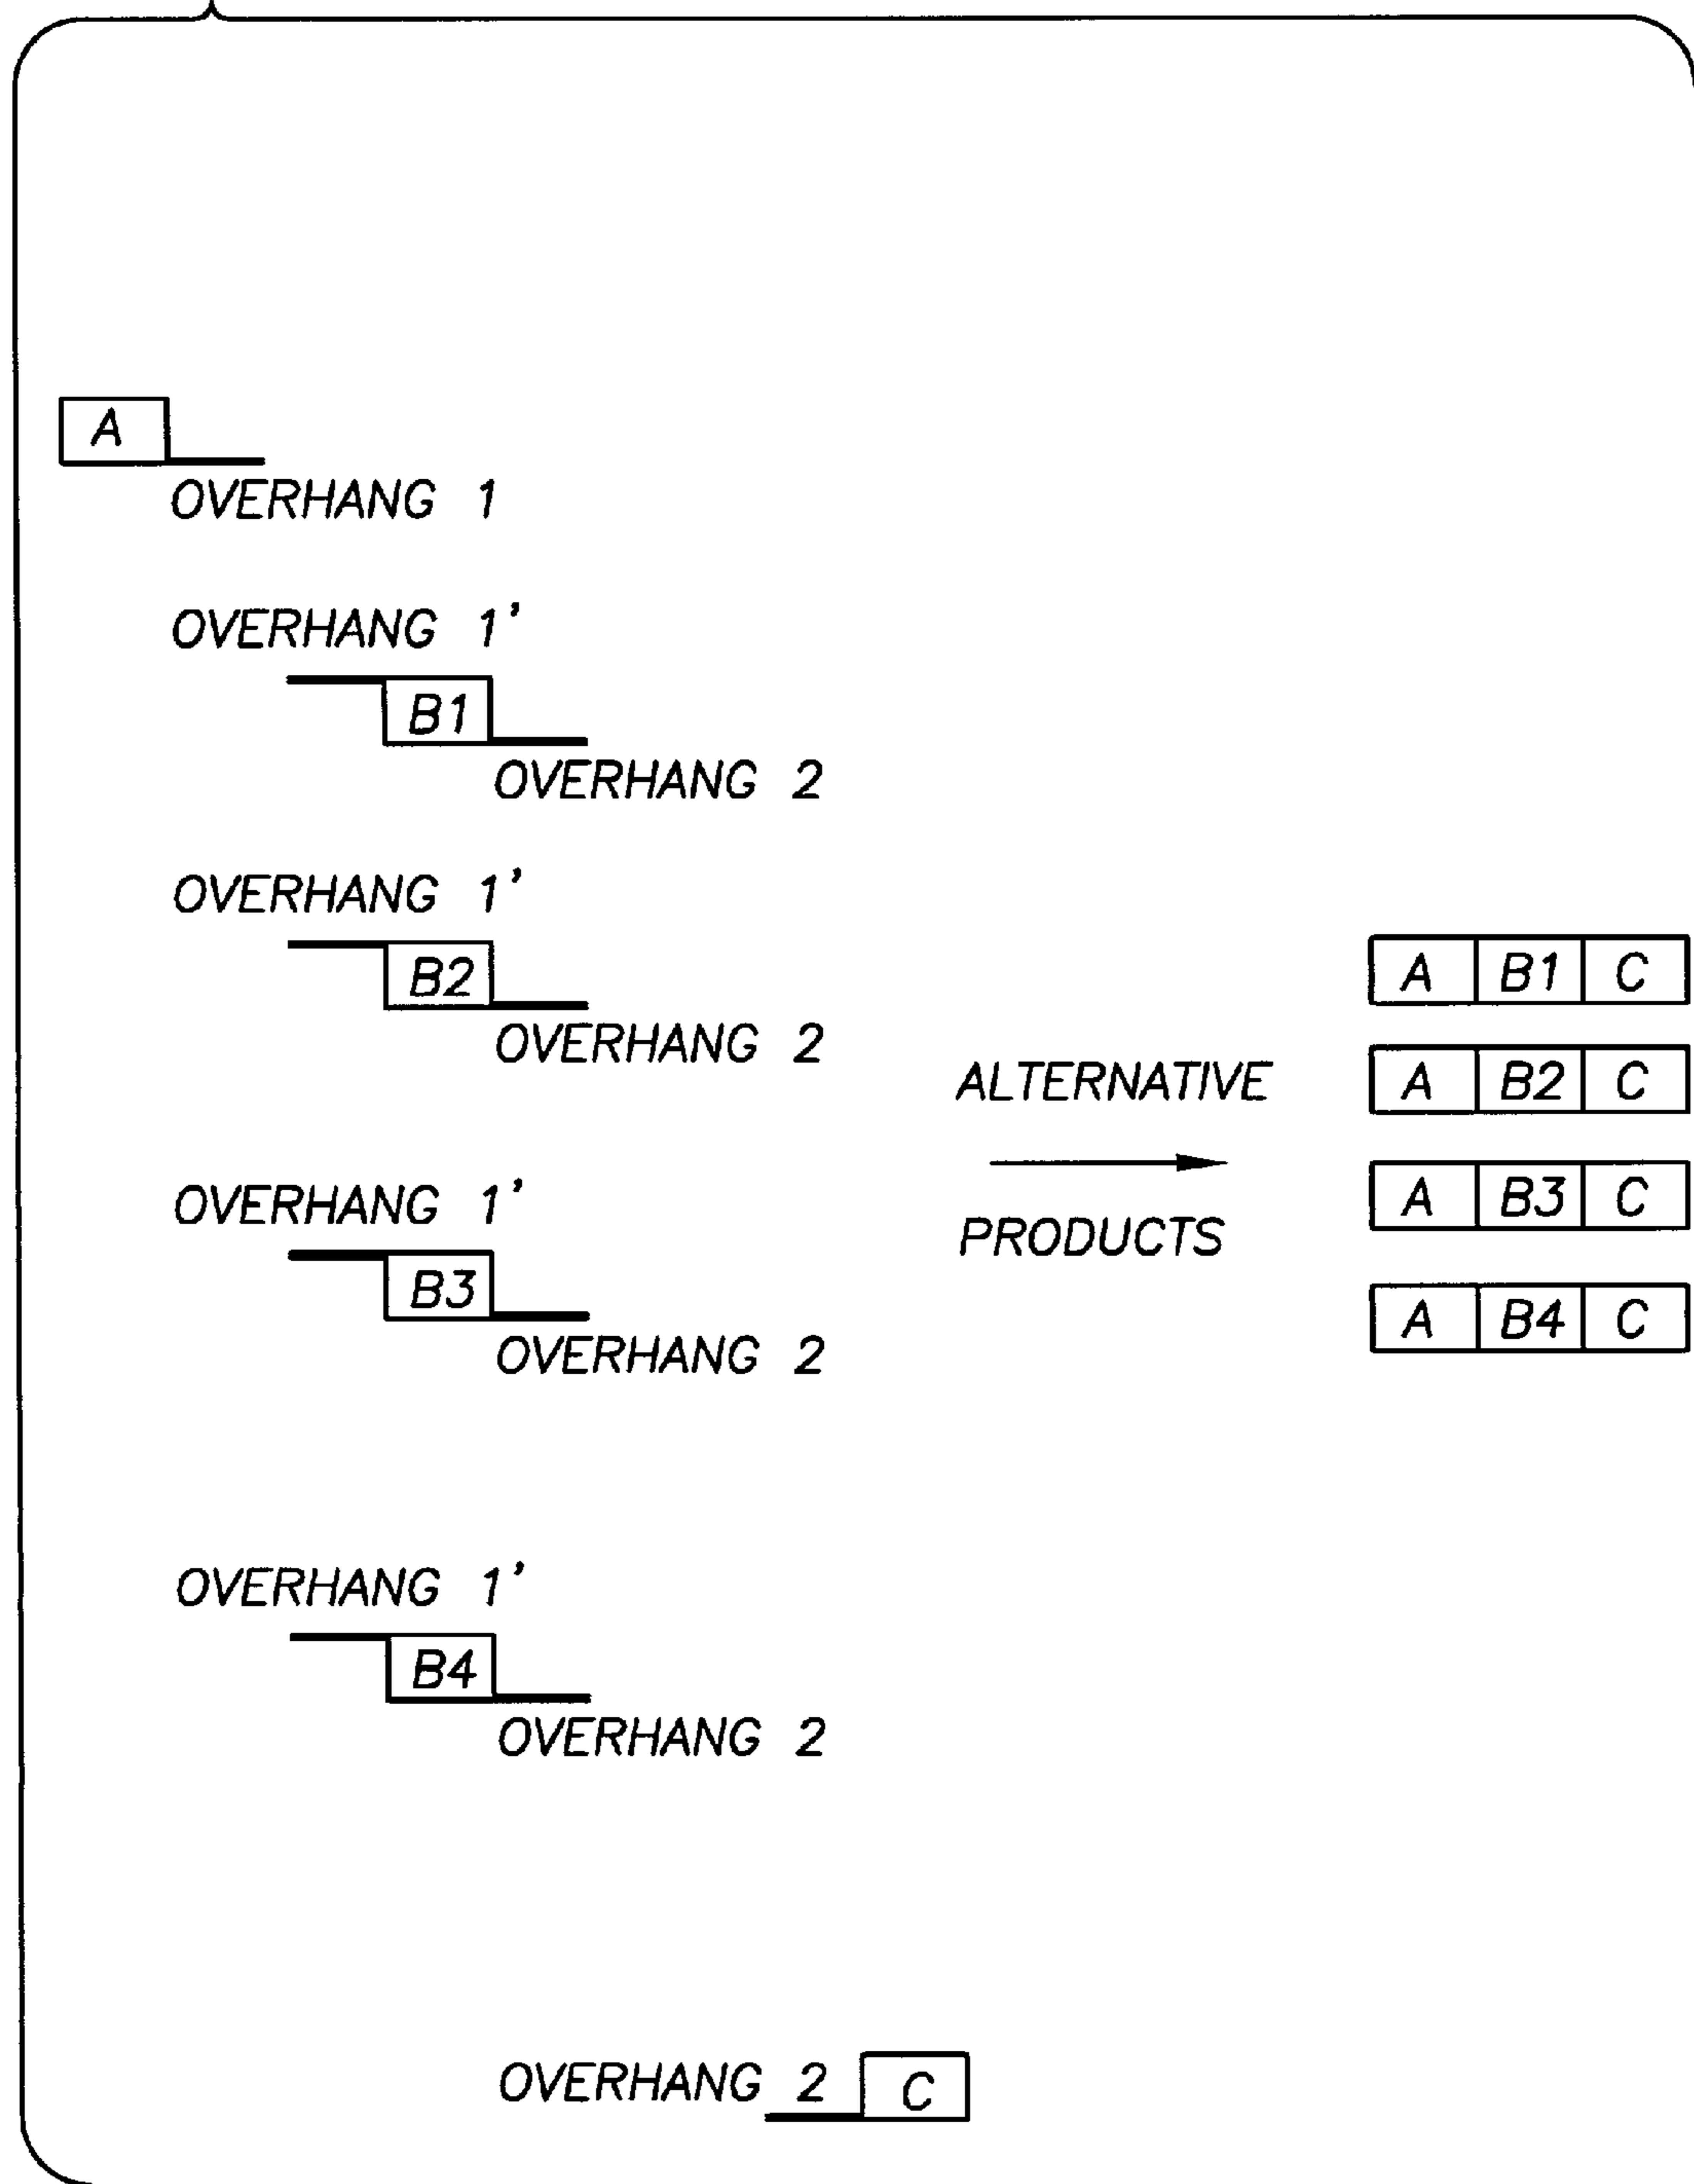 A
OVERHANG 1
OVERHANG 1'
B1
OVERHANG 2
OVERHANG 1'
B2
OVERHANG 2
OVERHANG 1'
B3
OVERHANG 2
OVERHANG 1'
B4
OVERHANG 2
OVERHANG 2 C
ALTERNATIVE
PRODUCTS
A B1 C
A B2 C
A B3 C
A B4 C